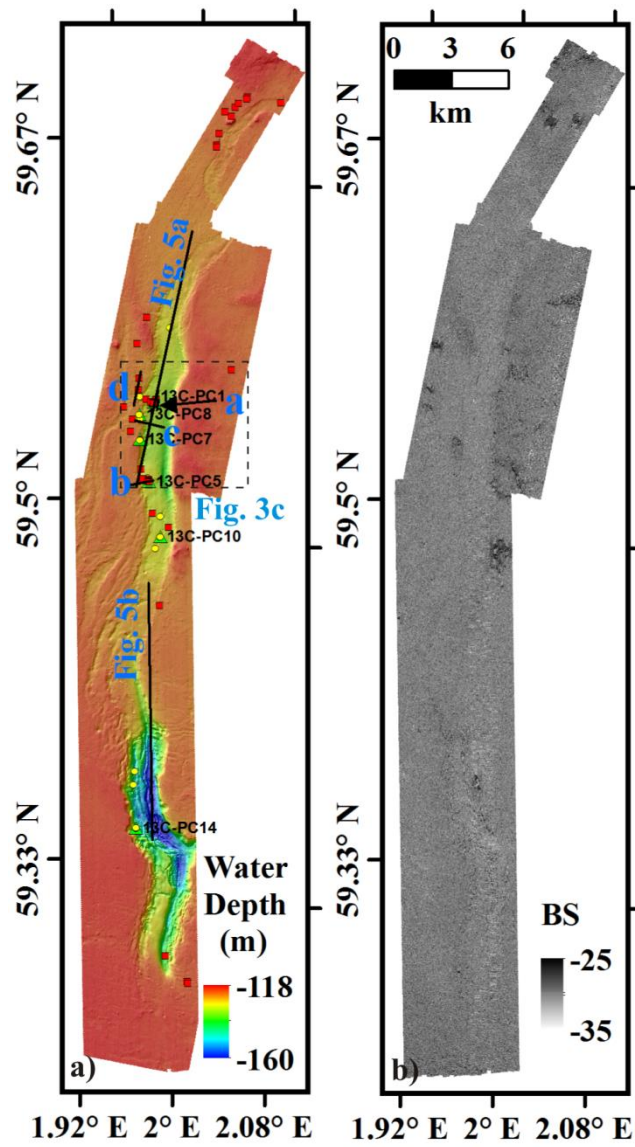 59.67° N
59.5° N
59.33° N
Fig. 5a
d
13C-PC1
a
13C-PC8
c
13C-PC7
b
13C-PC5
Fig. 3c
13C-PC10
Fig. 5b
13C-PC14
Water
Depth
(m)
-118
-160
a)
1.92° E 2° E 2.08° E
0 3 6
km
59.67° N
59.5° N
59.33° N
BS
-25
-35
b)
1.92° E 2° E 2.08° E